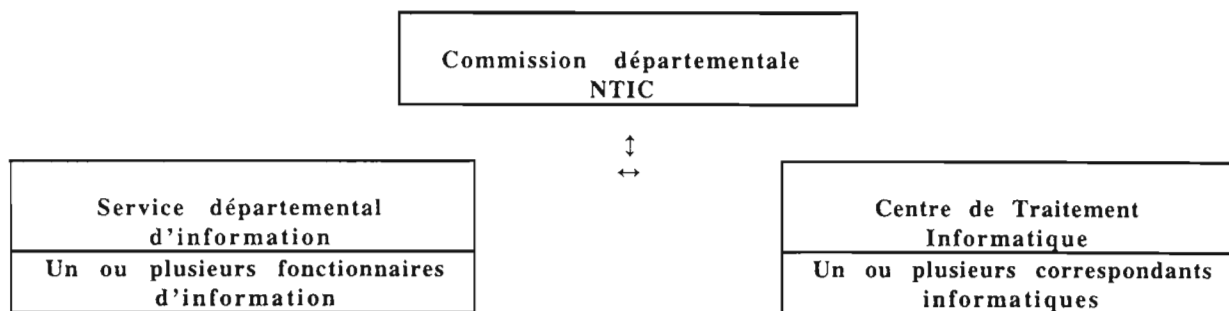 Commission départementale
NTIC
↕
↔
Service départemental
d'information
Un ou plusieurs fonctionnaires
d'information
Centre de Traitement
Informatique
Un ou plusieurs correspondants
informatiques